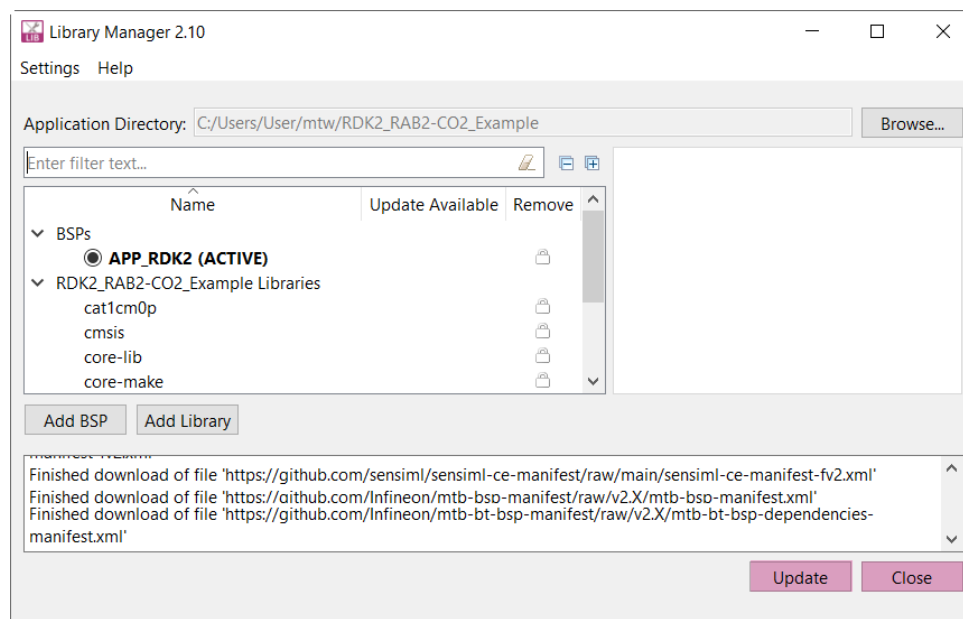 LIB Library Manager 2.10
Settings Help
Application Directory: C:/Users/User/mtw/RDK2_RAB2-CO2_Example Browse...
Enter filter text...
Name Update Available Remove
BSPs
APP_RDK2 (ACTIVE)
RDK2_RAB2-CO2_Example Libraries
cat1cm0p
cmsis
core-lib
core-make
Add BSP Add Library
manifest-fv2.xml'
Finished download of file 'https://github.com/sensiml/sensiml-ce-manifest/raw/main/sensiml-ce-manifest-fv2.xml'
Finished download of file 'https://github.com/Infineon/mtb-bsp-manifest/raw/v2.X/mtb-bsp-manifest.xml'
Finished download of file 'https://github.com/Infineon/mtb-bt-bsp-manifest/raw/v2.X/mtb-bt-bsp-dependencies-
manifest.xml'
Update Close